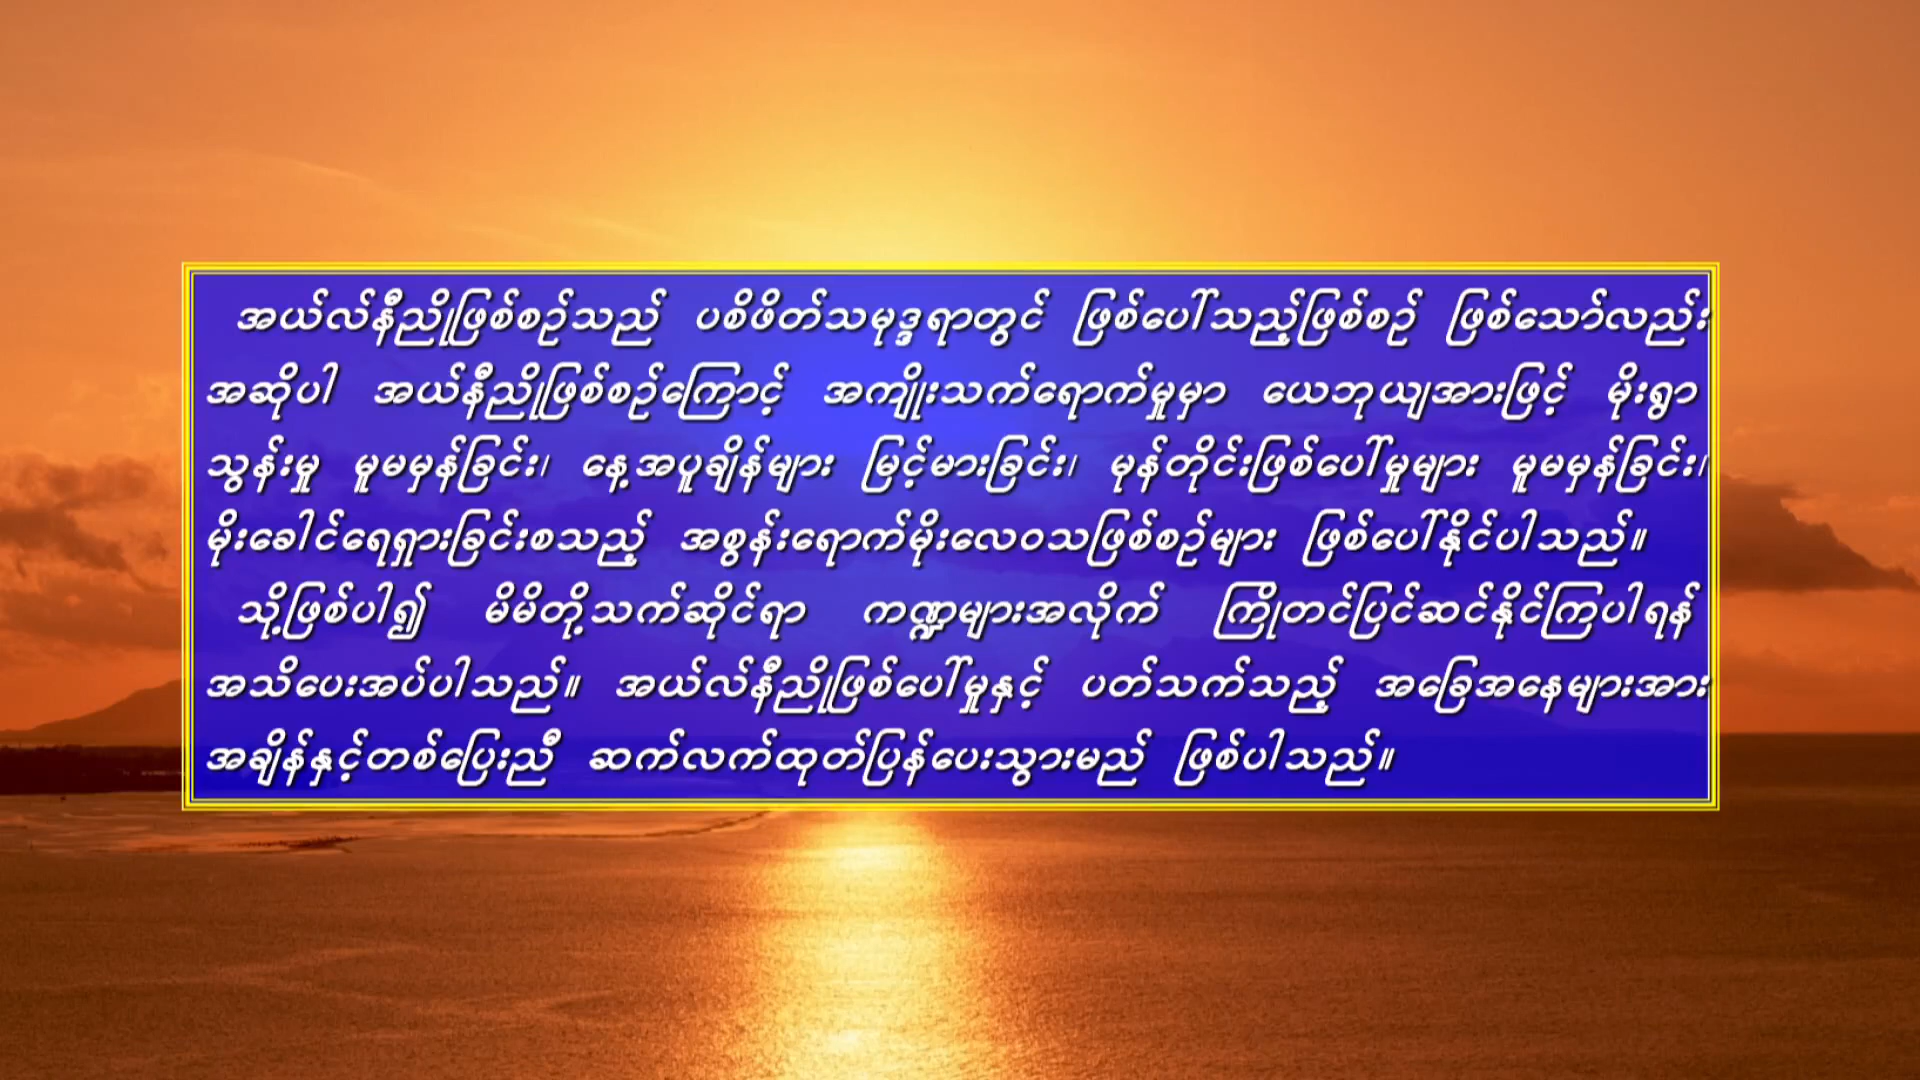 အယ်လ်နီညိုဖြစ်စဉ်သည် ပစိဖိတ်သမုဒ္ဒရာတွင် ဖြစ်ပေါ်သည့်ဖြစ်စဉ် ဖြစ်သော်လည်း
အဆိုပါ အယ်နီညိုဖြစ်စဉ်ကြောင့် အကျိုးသက်ရောက်မှုမှာ ယေဘုယျအားဖြင့် မိုးရွာ
သွန်းမှု မူမမှန်ခြင်း၊ နေ့အပူချိန်များ မြင့်မားခြင်း၊ မုန်တိုင်းဖြစ်ပေါ်မှုများ မူမမှန်ခြင်း၊
မိုးခေါင်ရေရှားခြင်းစသည့် အစွန်းရောက်မိုးလေဝသဖြစ်စဉ်များ ဖြစ်ပေါ်နိုင်ပါသည်။
သို့ဖြစ်ပါ၍ မိမိတို့သက်ဆိုင်ရာ ကဏ္ဍများအလိုက် ကြိုတင်ပြင်ဆင်နိုင်ကြပါရန်
အသိပေးအပ်ပါသည်။ အယ်လ်နီညိုဖြစ်ပေါ်မှုနှင့် ပတ်သက်သည့် အခြေအနေများအား
အချိန်နှင့်တစ်ပြေးညီ ဆက်လက်ထုတ်ပြန်ပေးသွားမည် ဖြစ်ပါသည်။